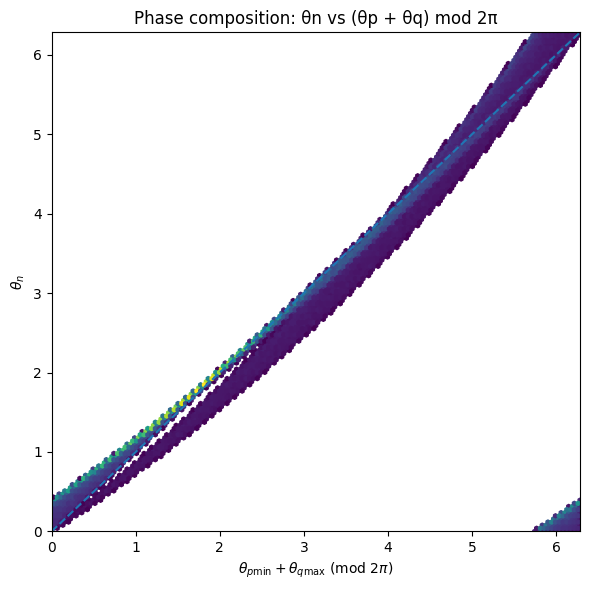 Phase composition: θn vs (θp + θq) mod 2π
6
5
4
3
2
1
0
θn
0 1 2 3 4 5 6
θpmin + θqmax (mod 2π)